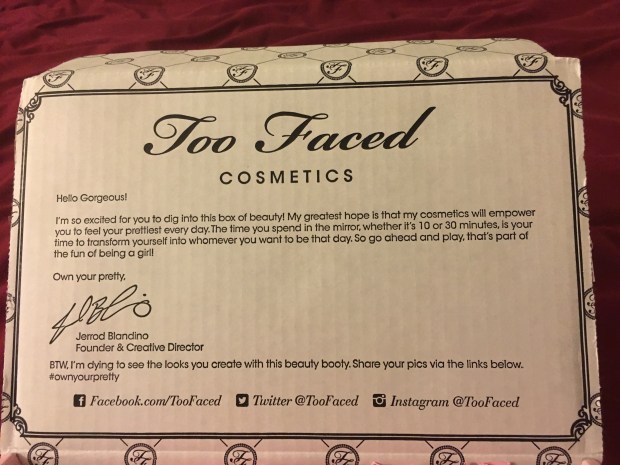 Too Faced
COSMETICS
Hello Gorgeous!
I'm so excited for you to dig into this box of beauty! My greatest hope is that my cosmetics will empower
you to feel your prettiest every day. The time you spend in the mirror, whether it's 10 or 30 minutes, is your
time to transform yourself into whomever you want to be that day. So go ahead and play, that's part of
the fun of being a girl!
Own your pretty,
Jerrod Blandino
Founder & Creative Director
BTW, I'm dying to see the looks you create with this beauty booty. Share your pics via the links below.
#ownyourpretty
Facebook.com/TooFaced Twitter @TooFaced Instagram @TooFaced